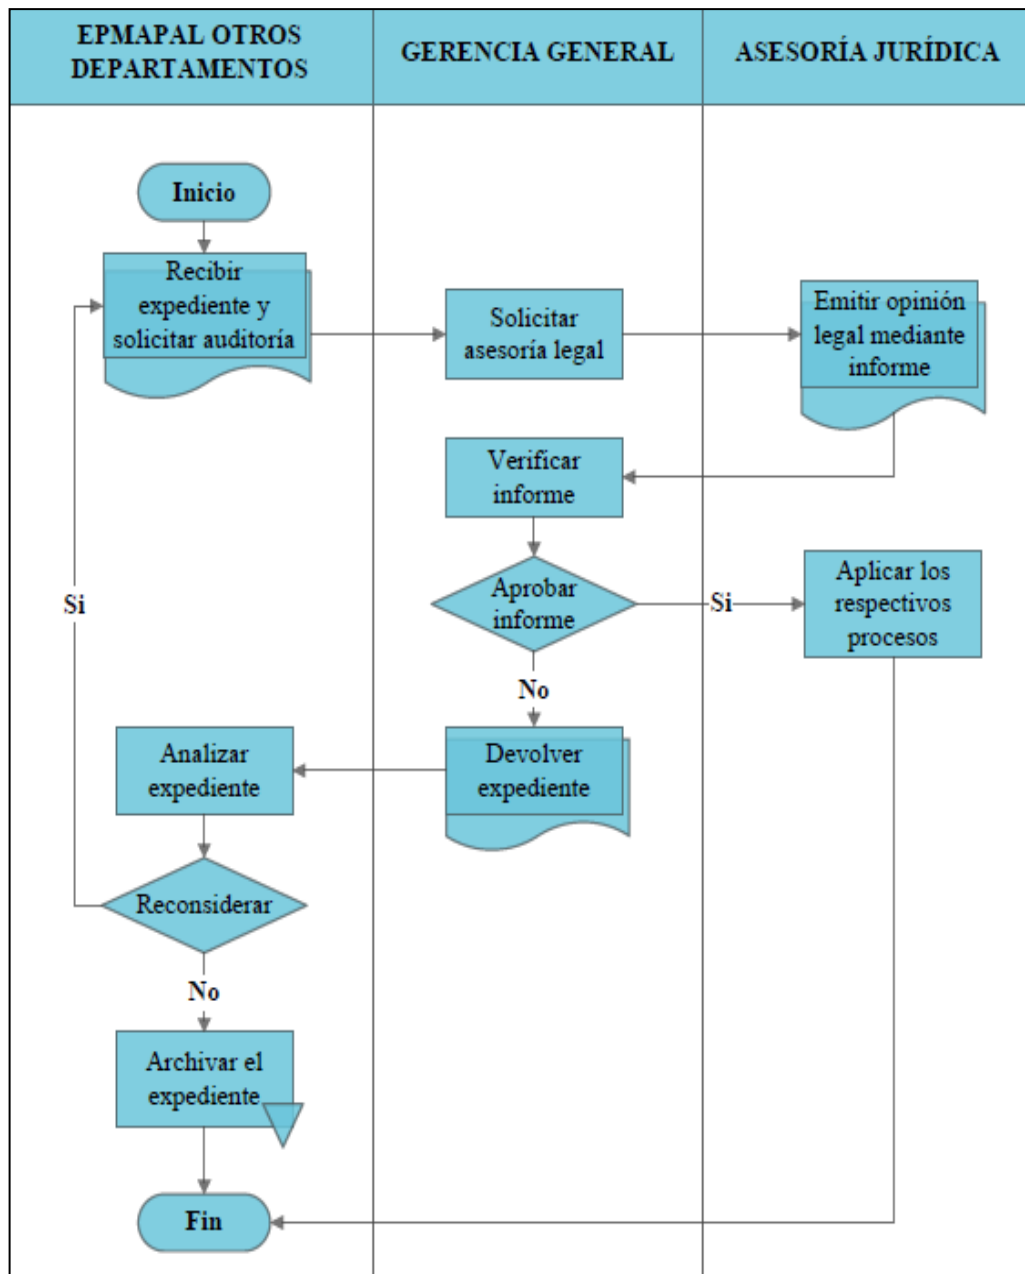 EPMAPAL OTROS
DEPARTAMENTOS
GERENCIA GENERAL
ASESORÍA JURÍDICA
Inicio
Recibir
expediente y
solicitar auditoría
Solicitar
asesoría legal
Emitir opinión
legal mediante
informe
Verificar
informe
Aprobar
informe
Si
Aplicar los
respectivos
procesos
No
Devolver
expediente
Analizar
expediente
Reconsiderar
Si
No
Archivar el
expediente
Fin